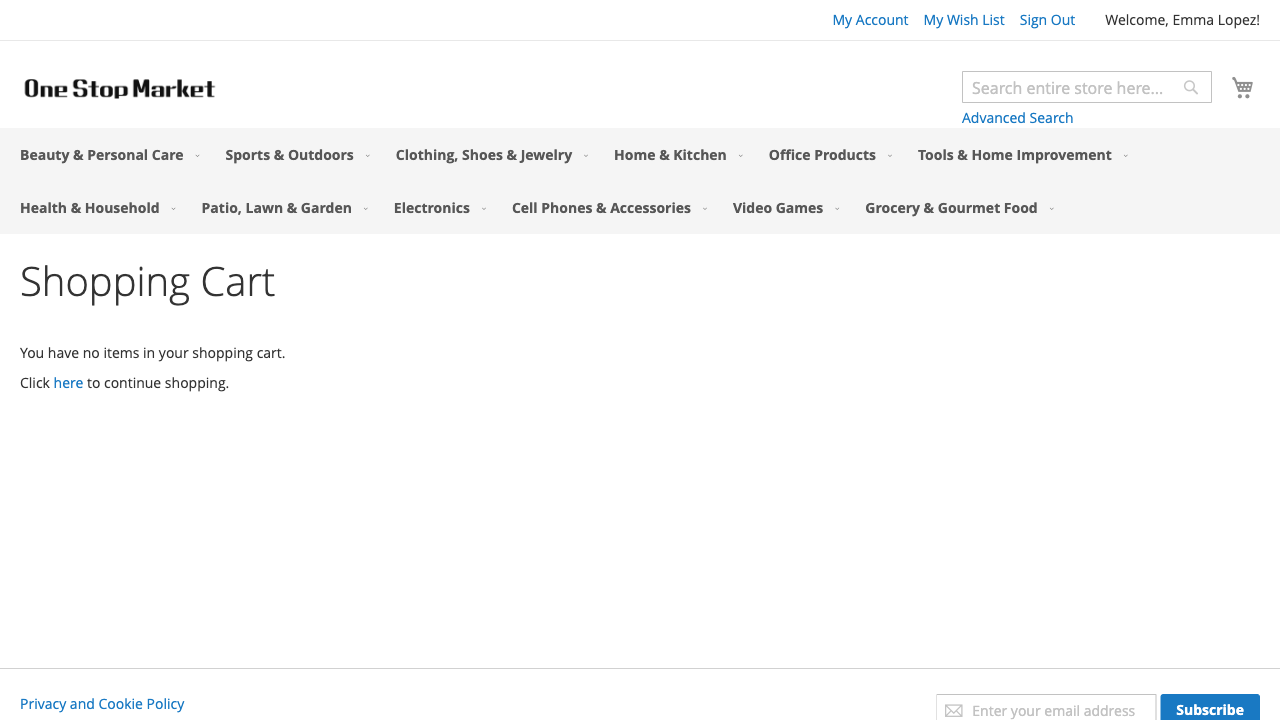 My Account My Wish List Sign Out Welcome, Emma Lopez!
One Stop Market
Search entire store here...
Advanced Search
Beauty & Personal Care Sports & Outdoors Clothing, Shoes & Jewelry Home & Kitchen Office Products Tools & Home Improvement
Health & Household Patio, Lawn & Garden Electronics Cell Phones & Accessories Video Games Grocery & Gourmet Food
Shopping Cart
You have no items in your shopping cart.
Click here to continue shopping.
Privacy and Cookie Policy
Enter your email address
Subscribe